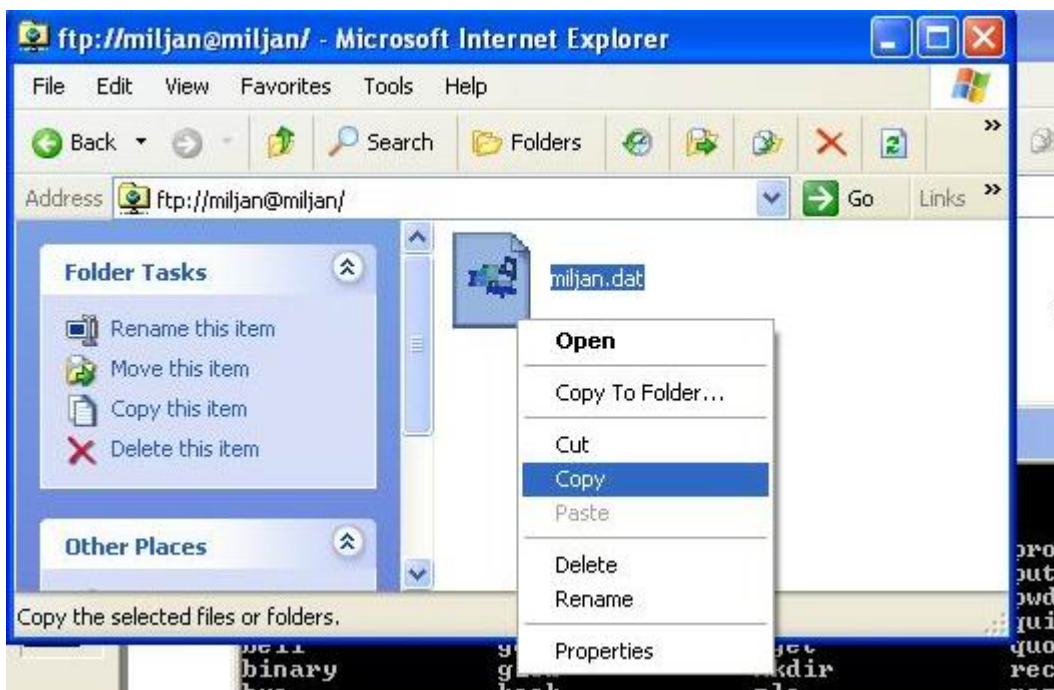 ftp://miljan@miljan/ - Microsoft Internet Explorer
File Edit View Favorites Tools Help
Back Search Folders »
Address ftp://miljan@miljan/ Go Links »
Folder Tasks
Rename this item
Move this item
Copy this item
Delete this item
Other Places
miljan.dat
Open
Copy To Folder...
Cut
Copy
Paste
Delete
Rename
Properties
Copy the selected files or folders.
binary